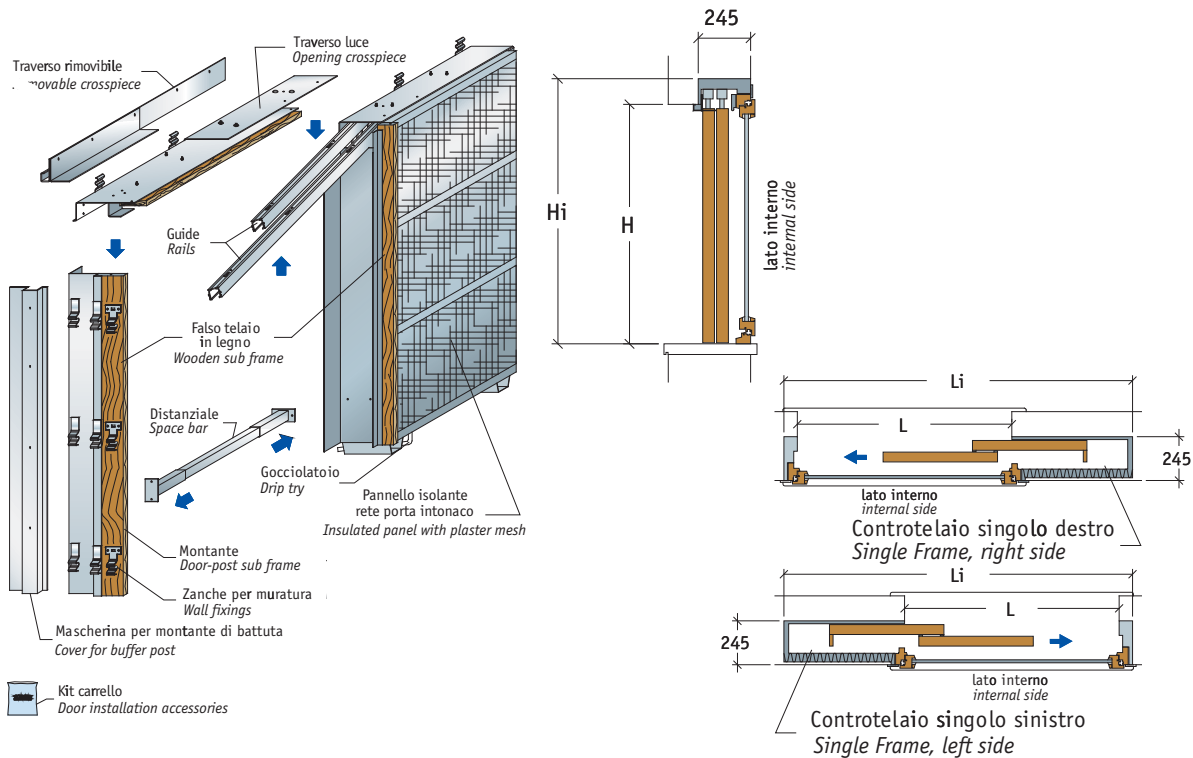 Traverso rimovibile
movable crosspiece
Traverso luce
Opening crosspiece
Guide
Rails
Falso telaio
in legno
Wooden sub frame
Distanziale
Space bar
Gocciolatoio
Drip try
Pannello isolante
rete porta intonaco
Insulated panel with plaster mesh
Montante
Door-post sub frame
Zanche per muratura
Wall fixings
Mascherina per montante di battuta
Cover for buffer post
Kit carrello
Door installation accessories
245
Hi
H
lato interno
internal side
Li
L
245
lato interno
internal side
Controtelaio singolo destro
Single Frame, right side
Li
L
245
lato interno
internal side
Controtelaio singolo sinistro
Single Frame, left side